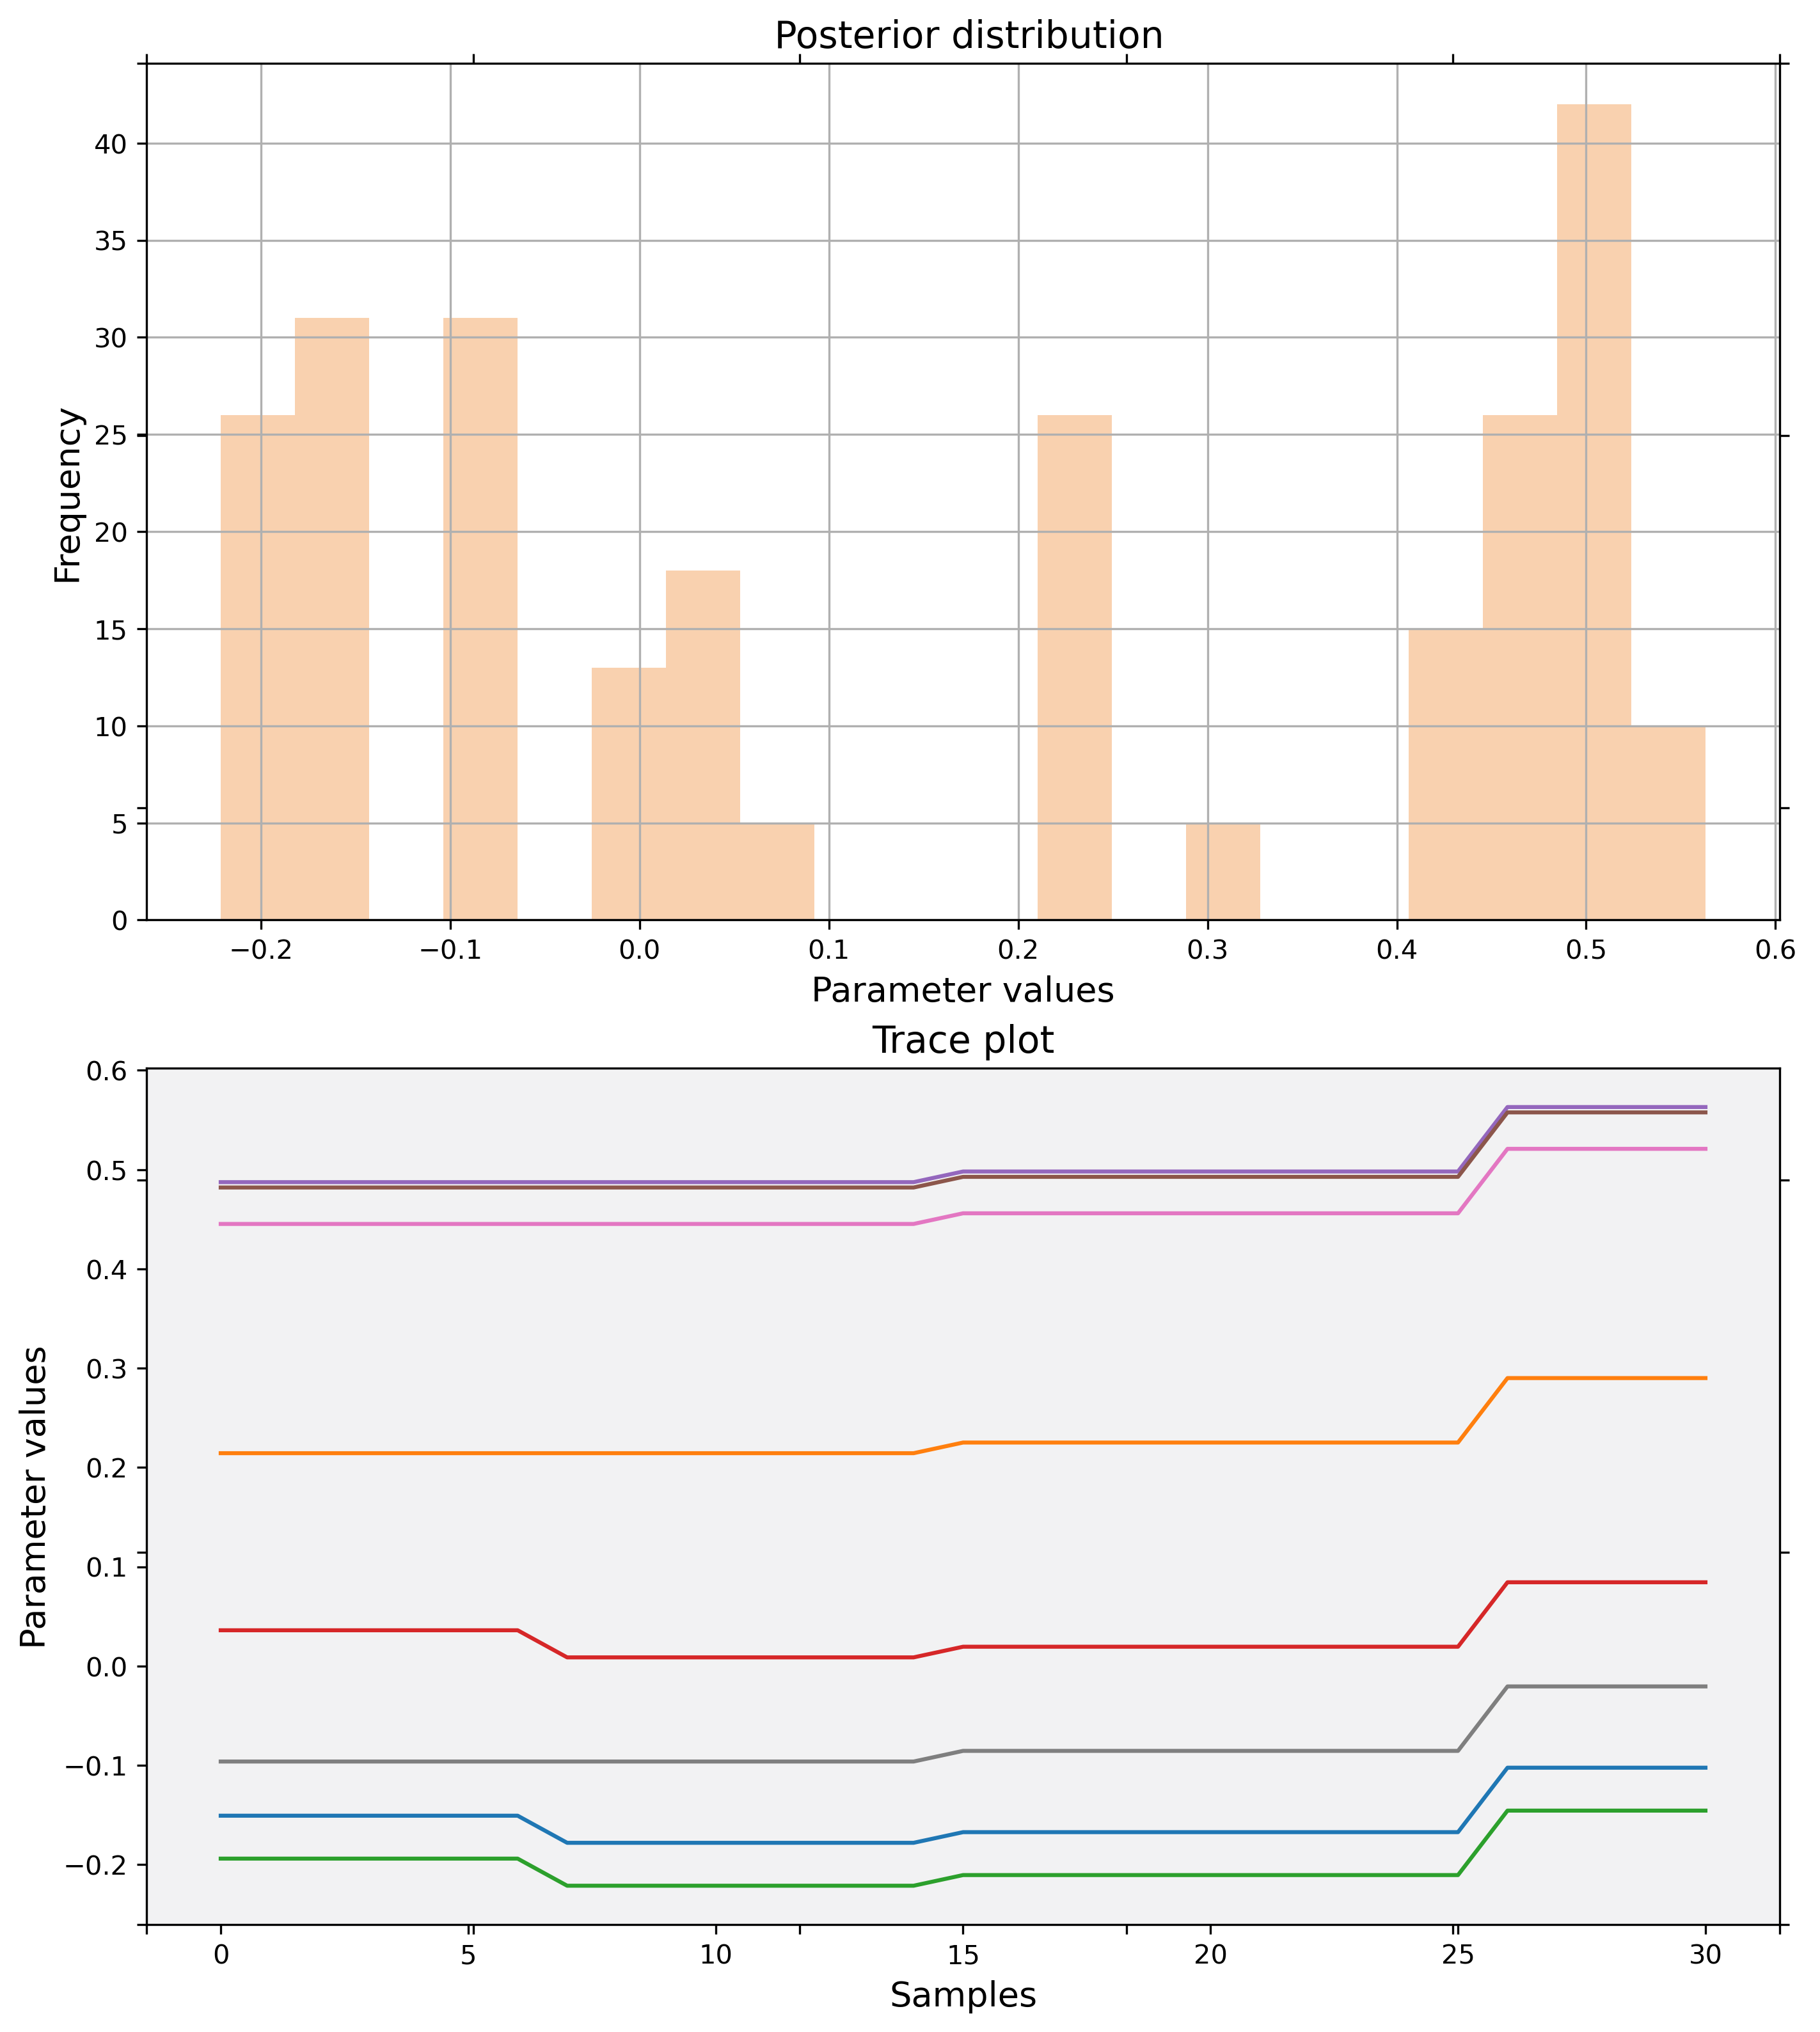 Posterior distribution
Frequency
40
35
30
25
20
15
10
5
0
−0.2 −0.1 0.0 0.1 0.2 0.3 0.4 0.5 0.6
Parameter values
Trace plot
Parameter values
0.6
0.5
0.4
0.3
0.2
0.1
0.0
−0.1
−0.2
0 5 10 15 20 25 30
Samples